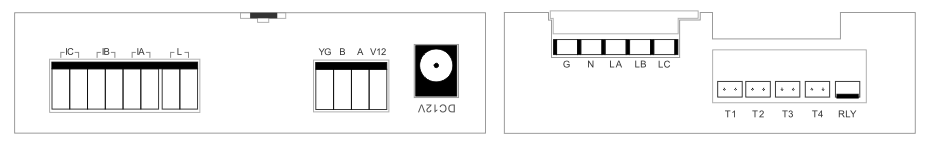 IC IB IA L
YG B A V12
DC12V
G N LA LB LC
T1 T2 T3 T4 RLY